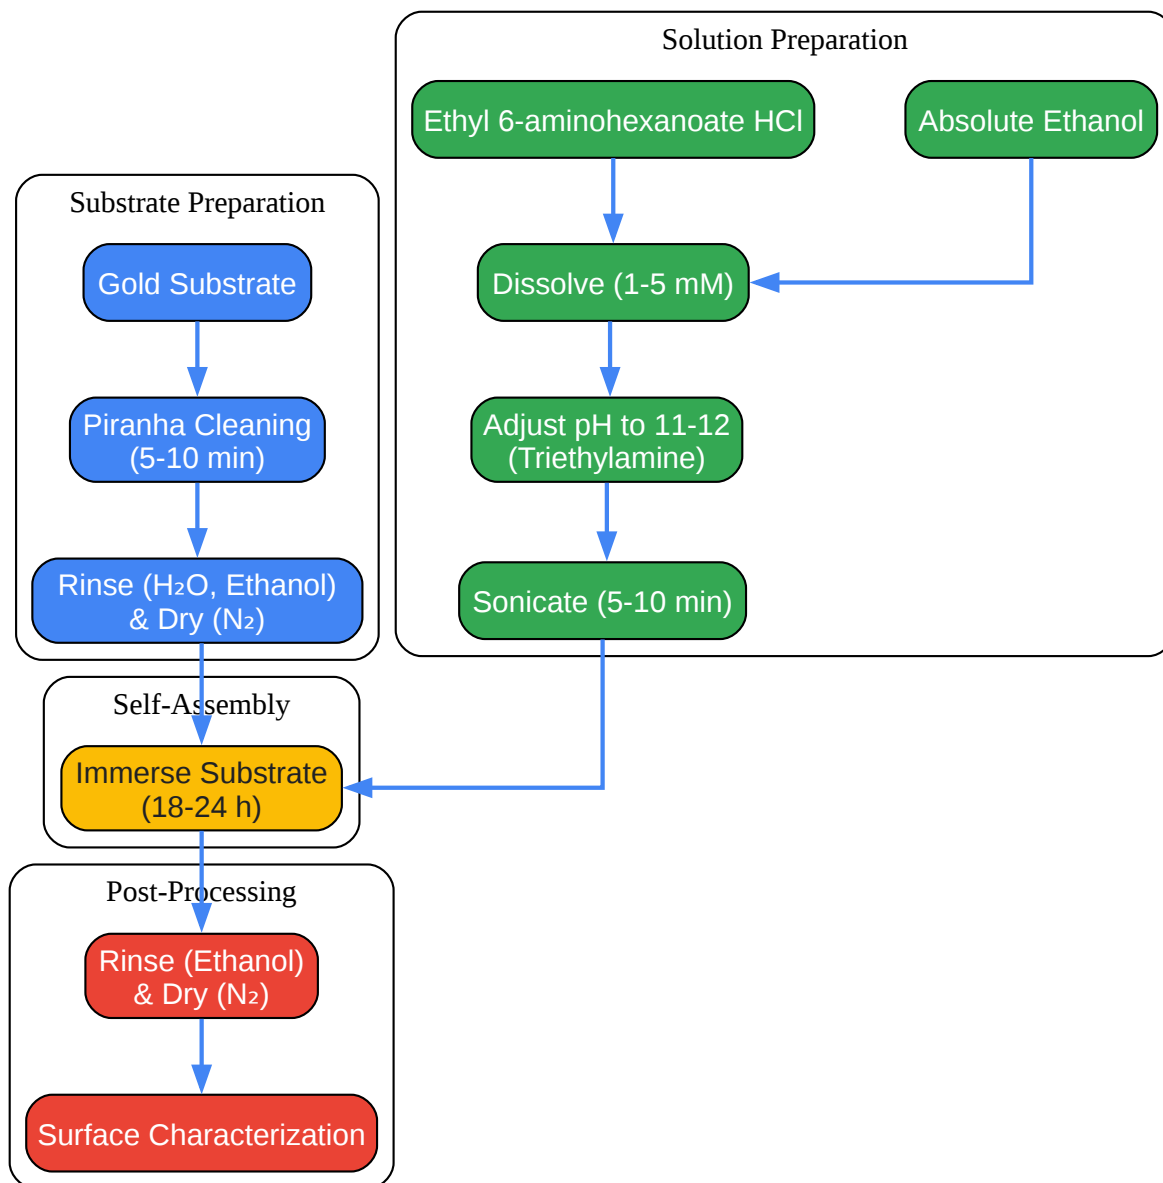 Solution Preparation
Ethyl 6-aminohexanoate HCl
Absolute Ethanol
Dissolve (1-5 mM)
Adjust pH to 11-12
(Triethylamine)
Sonicate (5-10 min)
Substrate Preparation
Gold Substrate
Piranha Cleaning
(5-10 min)
Rinse (H₂O, Ethanol)
& Dry (N₂)
Self-Assembly
Immerse Substrate
(18-24 h)
Post-Processing
Rinse (Ethanol)
& Dry (N₂)
Surface Characterization